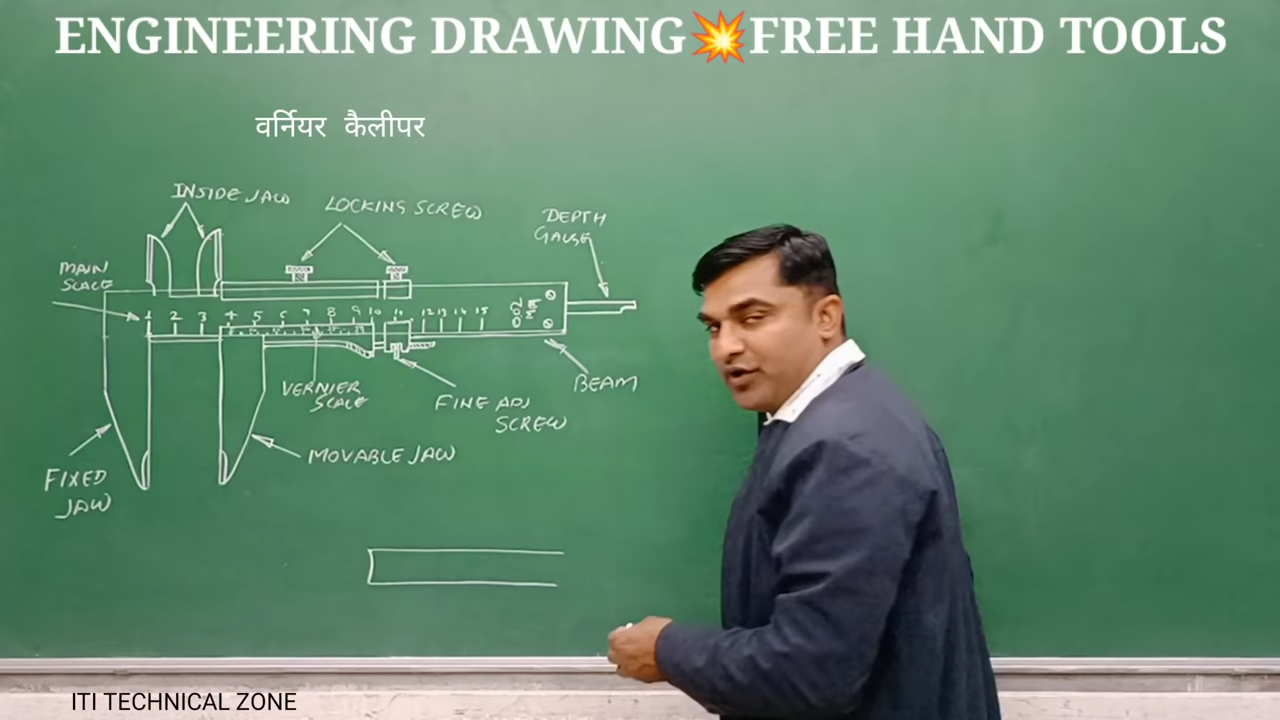 ENGINEERING DRAWING💥FREE HAND TOOLS
वर्नियर कैलीपर
INSIDE JAW
LOCKING SCREW
DEPTH
GAUGE
MAIN
SCALE
1 2 3 4 5 6 7 8 9 10 11 12 13 14 15
VERNIER
SCALE
FINE ADJ
SCREW
BEAM
MOVABLE JAW
FIXED
JAW
ITI TECHNICAL ZONE